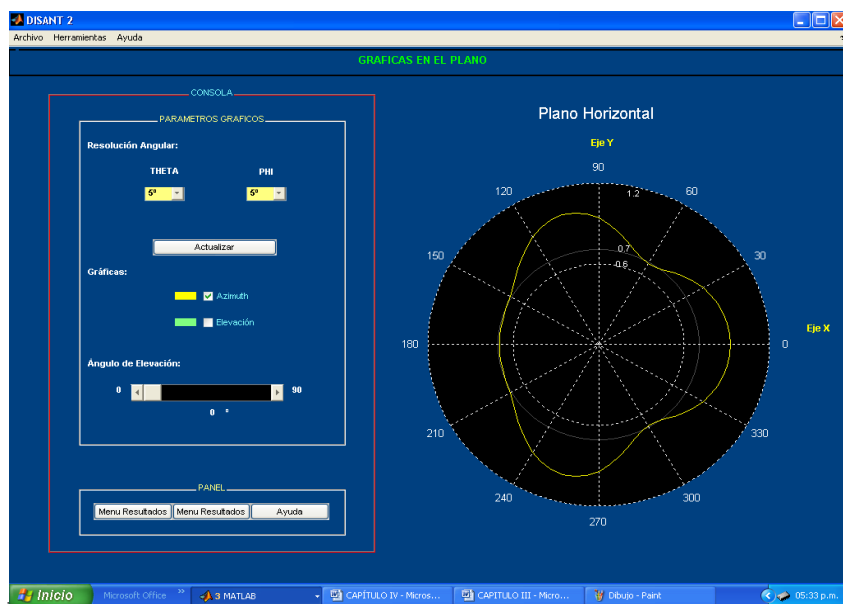 DISANT 2
Archivo Herramientas Ayuda
GRAFICAS EN EL PLANO
CONSOLA
PARAMETROS GRAFICOS
Resolución Angular:
THETA PHI
5º 5º
Actualizar
Gráficas:
Azimuth
Elevación
Ángulo de Elevación:
0 90
0 º
PANEL
Menu Resultados Menu Resultados Ayuda
Plano Horizontal
Eje Y
90
120 60
1.2
150 30
0.7
0.6
180 0
Eje X
210 330
240 300
270
Inicio Microsoft Office » 3 MATLAB CAPÍTULO IV - Micros... CAPITULO III - Micro... Dibujo - Paint 05:33 p.m.